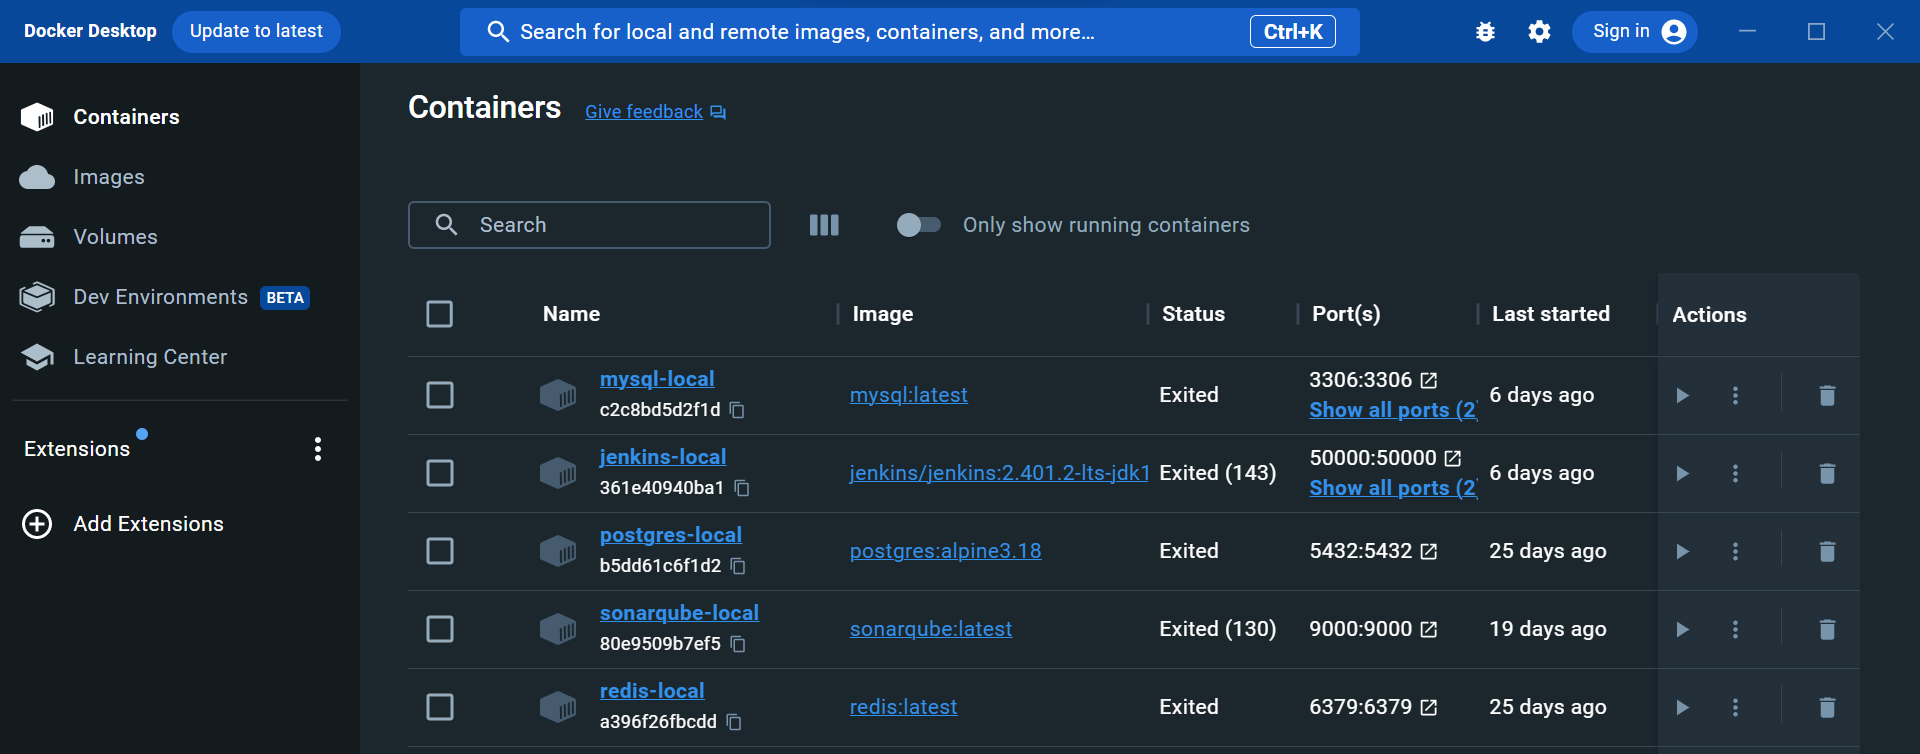 Docker Desktop Update to latest Search for local and remote images, containers, and more... Ctrl+K Sign in
Containers
Images
Volumes
Dev Environments BETA
Learning Center
Extensions
Add Extensions
Containers Give feedback
Search Only show running containers
Name Image Status Port(s) Last started Actions
mysql-local
c2c8bd5d2f1d
mysql:latest Exited
3306:3306
Show all ports (2
6 days ago
jenkins-local
361e40940ba1
jenkins/jenkins:2.401.2-lts-jdk1 Exited (143)
50000:50000
Show all ports (2
6 days ago
postgres-local
b5dd61c6f1d2
postgres:alpine3.18 Exited 5432:5432 25 days ago
sonarqube-local
80e9509b7ef5
sonarqube:latest Exited (130) 9000:9000 19 days ago
redis-local
a396f26fbcdd
redis:latest Exited 6379:6379 25 days ago